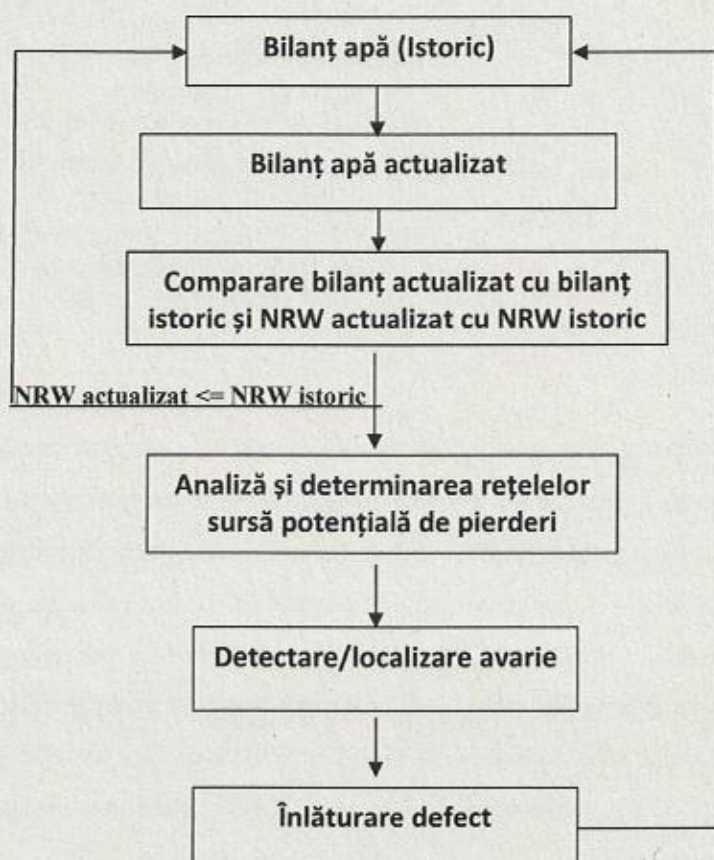 Bilanț apă (Istoric)
Bilanț apă actualizat
Comparare bilanț actualizat cu bilanț
istoric și NRW actualizat cu NRW istoric
NRW actualizat <= NRW istoric
Analiză și determinarea rețelelor
sursă potențială de pierderi
Detectare/localizare avarie
Înlăturare defect